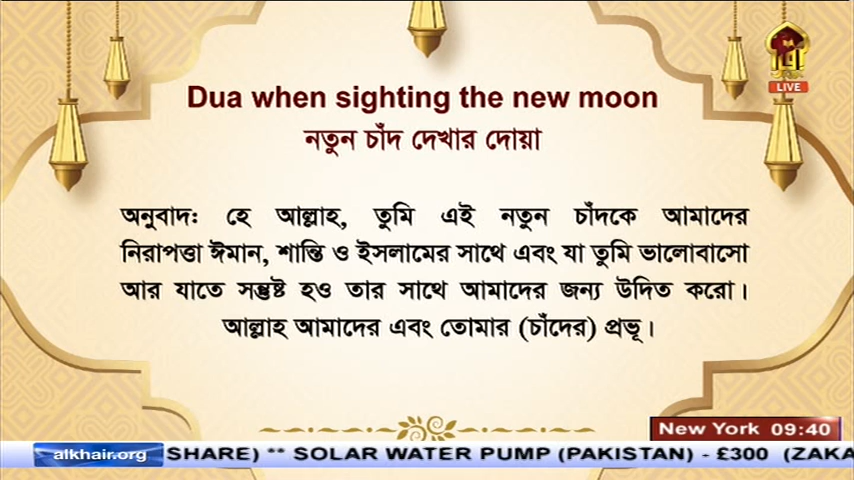 LIVE
Dua when sighting the new moon
নতুন চাঁদ দেখার দোয়া
অনুবাদ: হে আল্লাহ, তুমি এই নতুন চাঁদকে আমাদের
নিরাপত্তা ঈমান, শান্তি ও ইসলামের সাথে এবং যা তুমি ভালোবাসো
আর যাতে সন্তুষ্ট হও তার সাথে আমাদের জন্য উদিত করো।
আল্লাহ আমাদের এবং তোমার (চাঁদের) প্রভূ।
New York 09:40
alkhair.org SHARE) ** SOLAR WATER PUMP (PAKISTAN) - £300 (ZAKA